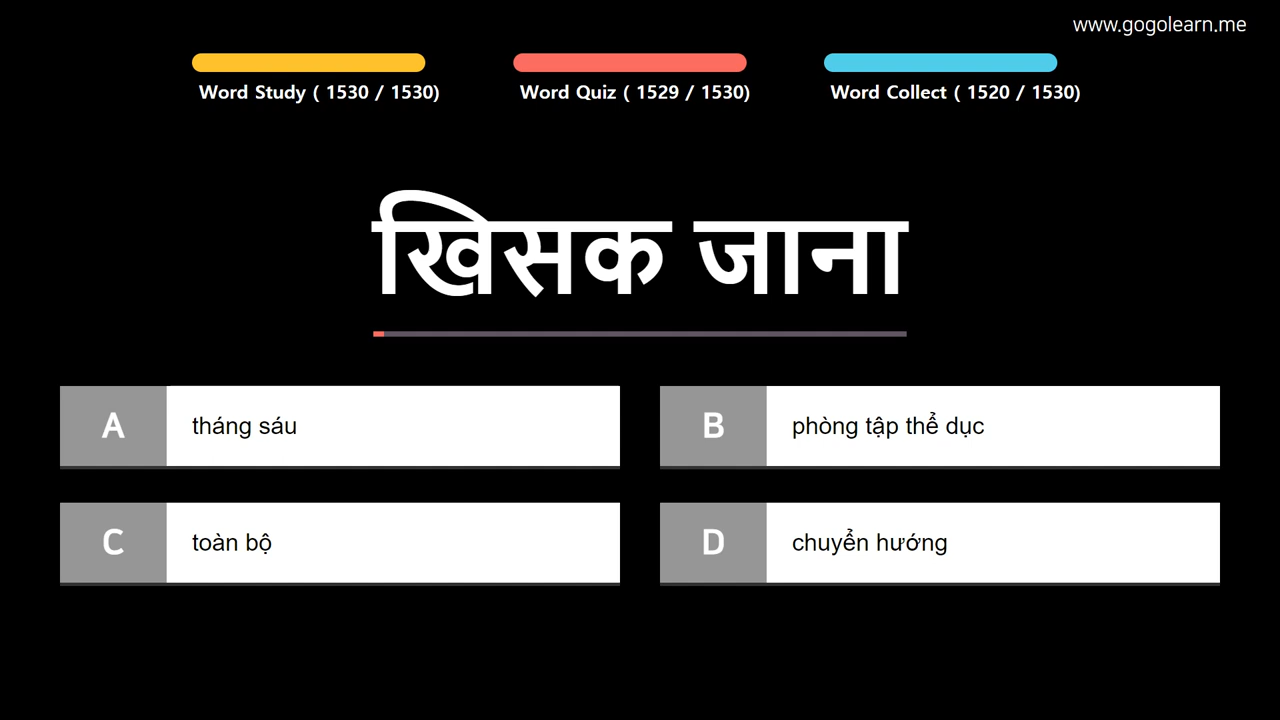 www.gogolearn.me
Word Study ( 1530 / 1530)
Word Quiz ( 1529 / 1530)
Word Collect ( 1520 / 1530)
खिसक जाना
A
tháng sáu
B
phòng tập thể dục
C
toàn bộ
D
chuyển hướng